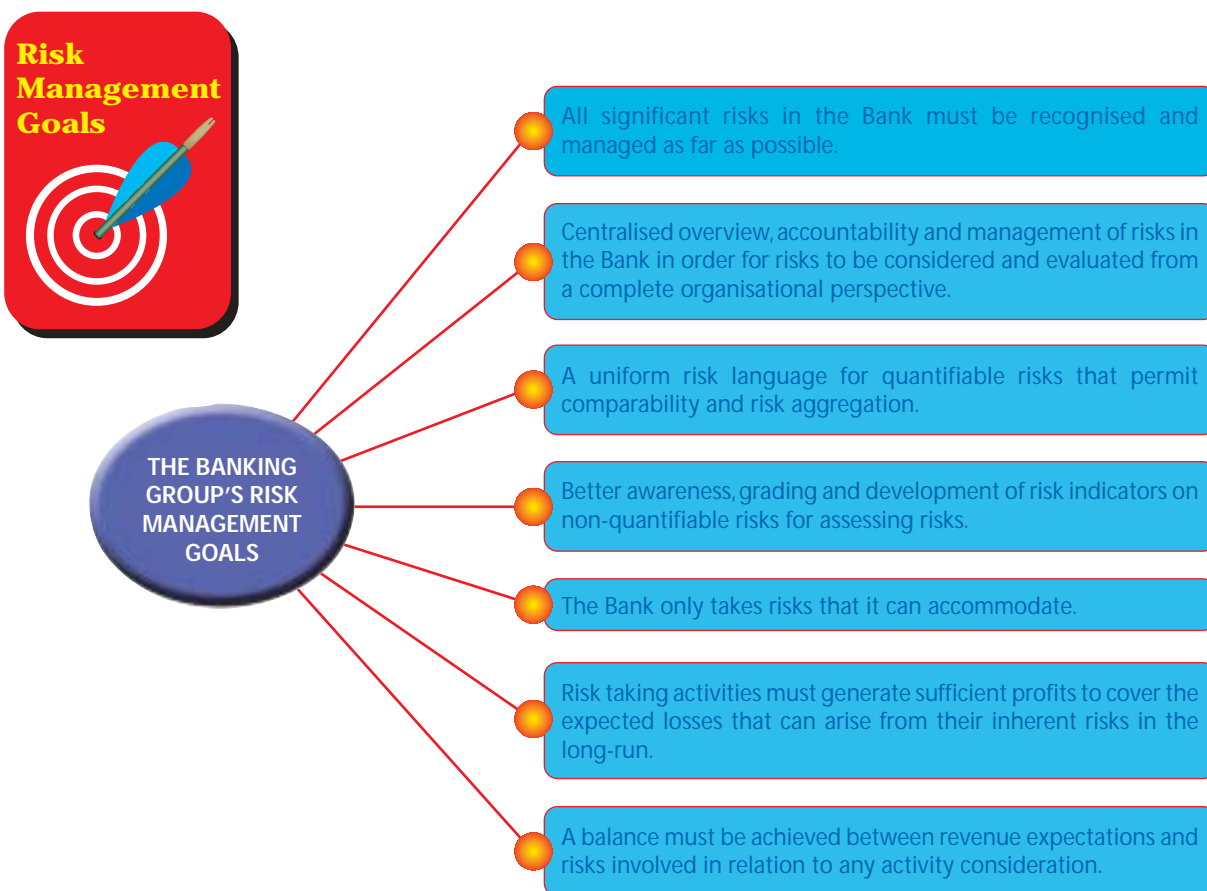 Risk
Management
Goals
All significant risks in the Bank must be recognised and
managed as far as possible.
Centralised overview, accountability and management of risks in
the Bank in order for risks to be considered and evaluated from
a complete organisational perspective.
A uniform risk language for quantifiable risks that permit
comparability and risk aggregation.
THE BANKING
GROUP'S RISK
MANAGEMENT
GOALS
Better awareness, grading and development of risk indicators on
non-quantifiable risks for assessing risks.
The Bank only takes risks that it can accommodate.
Risk taking activities must generate sufficient profits to cover the
expected losses that can arise from their inherent risks in the
long-run.
A balance must be achieved between revenue expectations and
risks involved in relation to any activity consideration.